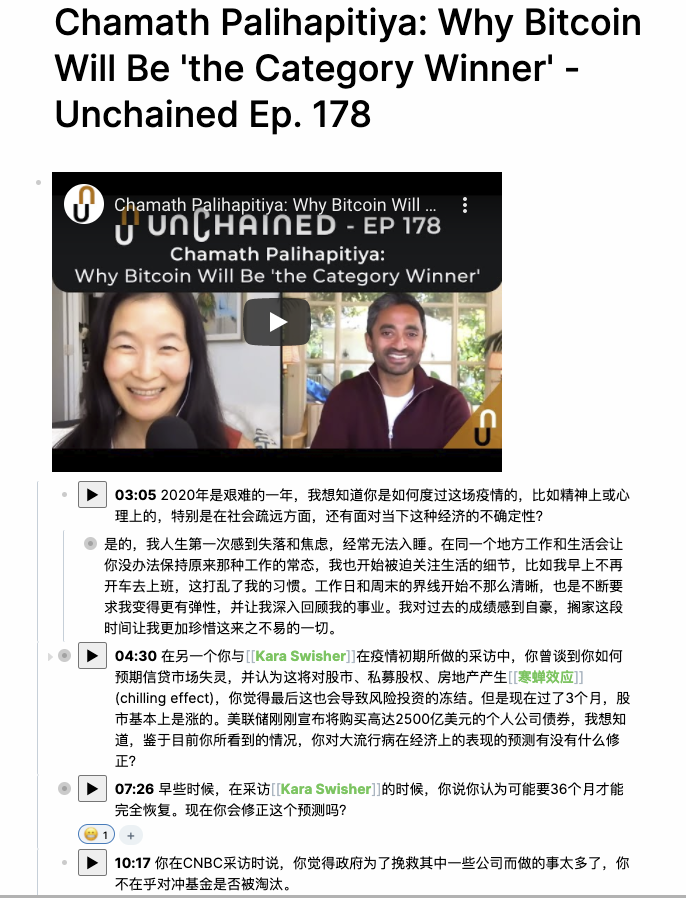 Chamath Palihapitiya: Why Bitcoin
Will Be 'the Category Winner' -
Unchained Ep. 178
Chamath Palihapitiya: Why Bitcoin Will ...
UNCHAINED - EP 178
Chamath Palihapitiya:
Why Bitcoin Will Be 'the Category Winner'
03:05 2020年是艰难的一年，我想知道你是如何度过这场疫情的，比如精神上或心
理上的，特别是在社会疏远方面，还有面对当下这种经济的不确定性?
是的，我人生第一次感到失落和焦虑，经常无法入睡。在同一个地方工作和生活会让
你没办法保持原来那种工作的常态，我也开始被迫关注生活的细节，比如我早上不再
开车去上班，这打乱了我的习惯。工作日和周末的界线开始不那么清晰，也是不断要
求我变得更有弹性，并让我深入回顾我的事业。我对过去的成绩感到自豪，搁家这段
时间让我更加珍惜这来之不易的一切。
04:30 在另一个你与[[Kara Swisher]]在疫情初期所做的采访中，你曾谈到你如何
预期信贷市场失灵，并认为这将对股市、私募股权、房地产产生[[寒蝉效应]]
(chilling effect)，你觉得最后这也会导致风险投资的冻结。但是现在过了3个月，股
市基本上是涨的。美联储刚刚宣布将购买高达2500亿美元的个人公司债券，我想知
道，鉴于目前你所看到的情况，你对大流行病在经济上的表现的预测有没有什么修
正?
07:26 早些时候，在采访[[Kara Swisher]]的时候，你说你认为可能要36个月才能
完全恢复。现在你会修正这个预测吗?
1 +
10:17 你在CNBC采访时说，你觉得政府为了挽救其中一些公司而做的事太多了，你
不在乎对冲基金是否被淘汰。